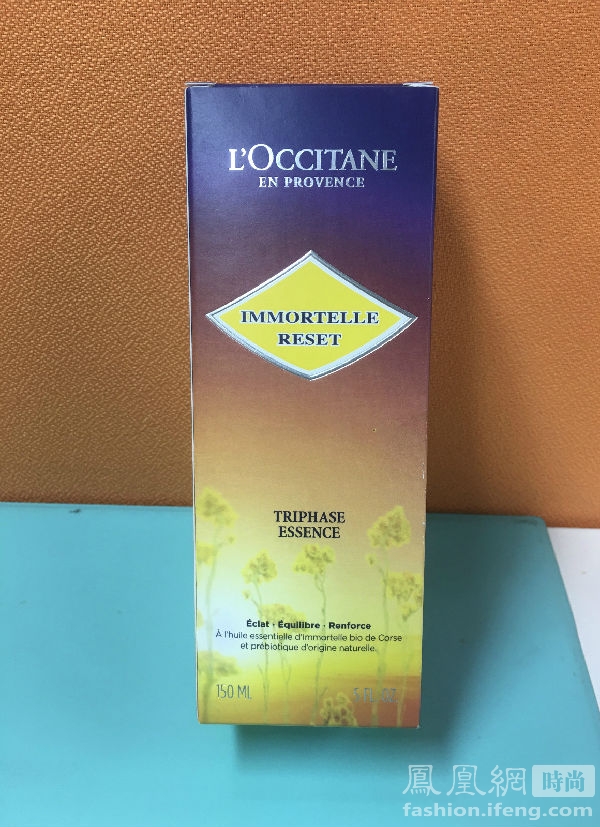 L'OCCITANE
EN PROVENCE
IMMORTELLE
RESET
TRIPHASE
ESSENCE
Éclat · Équilibre · Renforce
À l'huile essentielle d'Immortelle bio de Corse
et prébiotique d'origine naturelle.
150 ML 5 FL. OZ.
鳳凰網 時尚
fashion.ifeng.com